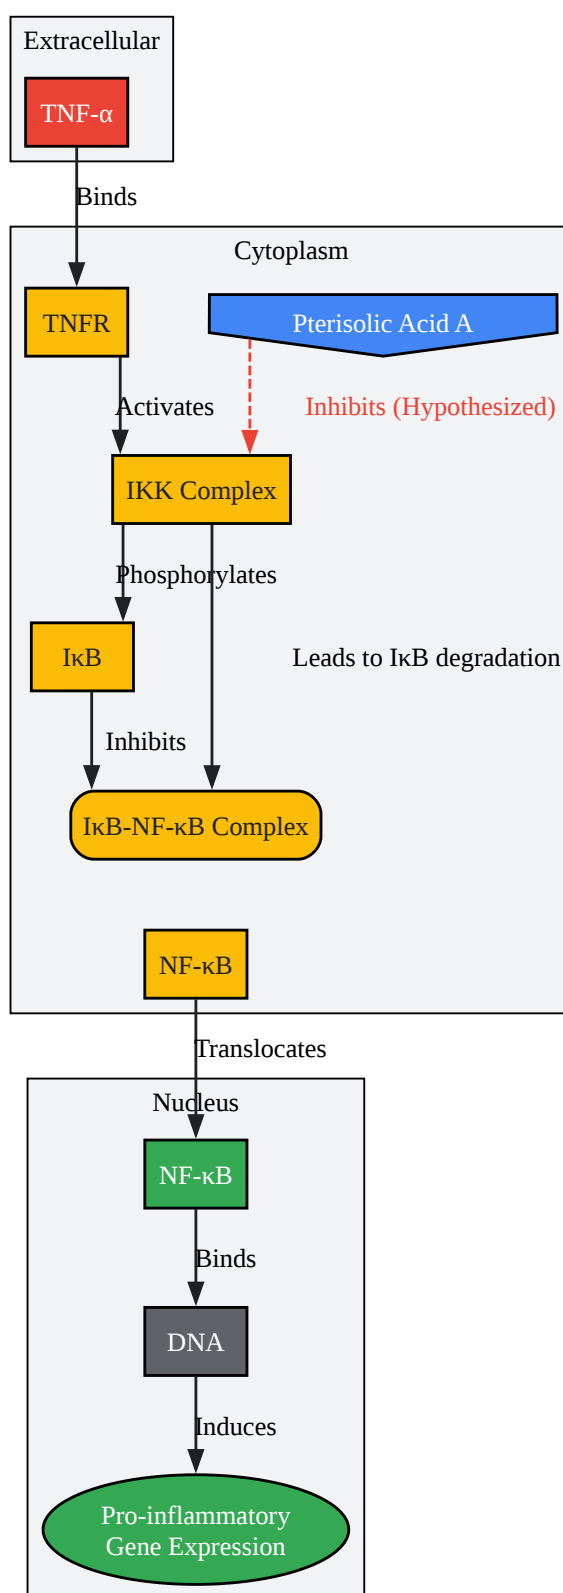 Extracellular
TNF-α
Binds
Cytoplasm
TNFR
Pterisolic Acid A
Activates
Inhibits (Hypothesized)
IKK Complex
Phosphorylates
IκB
Leads to IκB degradation
Inhibits
IκB-NF-κB Complex
NF-κB
Translocates
Nucleus
NF-κB
Binds
DNA
Induces
Pro-inflammatory
Gene Expression